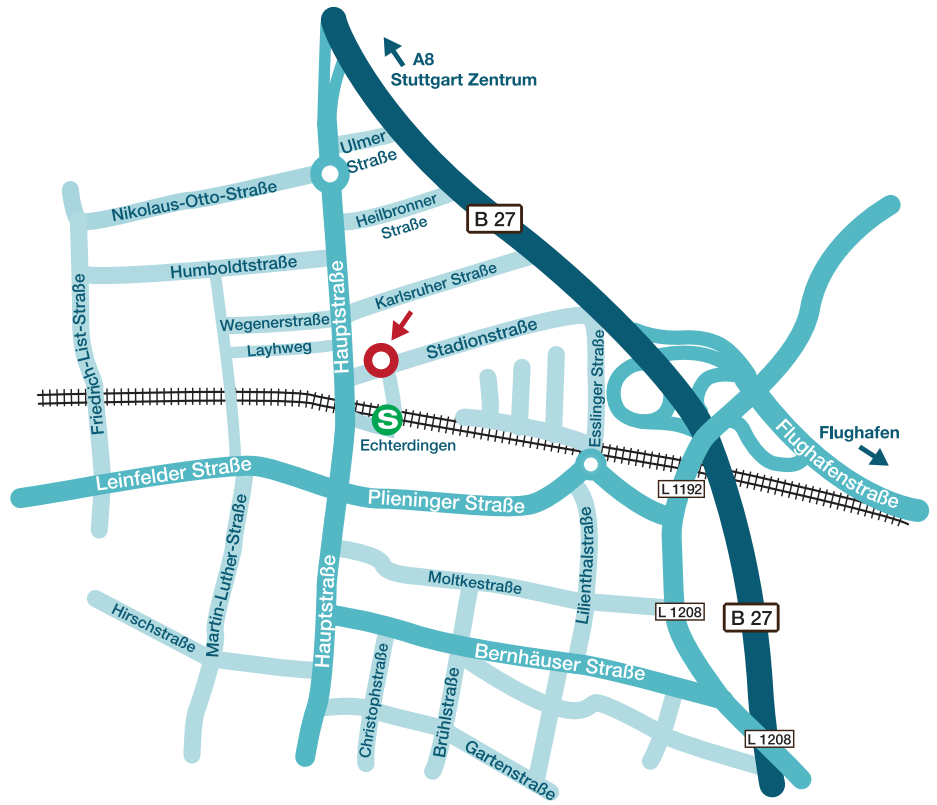 A8
Stuttgart Zentrum
Ulmer
Straße
Nikolaus-Otto-Straße
Heilbronner
Straße
B 27
Humboldtstraße
Karlsruher Straße
Hauptstraße
Friedrich-List-Straße
Wegenerstraße
Layhweg
Stadionstraße
Esslinger Straße
S
Echterdingen
Flughafen
Flughafenstraße
Leinfelder Straße
Plieninger Straße
L 1192
Martin-Luther-Straße
Lilienthalstraße
Moltkestraße
L 1208
B 27
Hirschstraße
Hauptstraße
Bernhäuser Straße
Christophstraße
Brühlstraße
Gartenstraße
L 1208